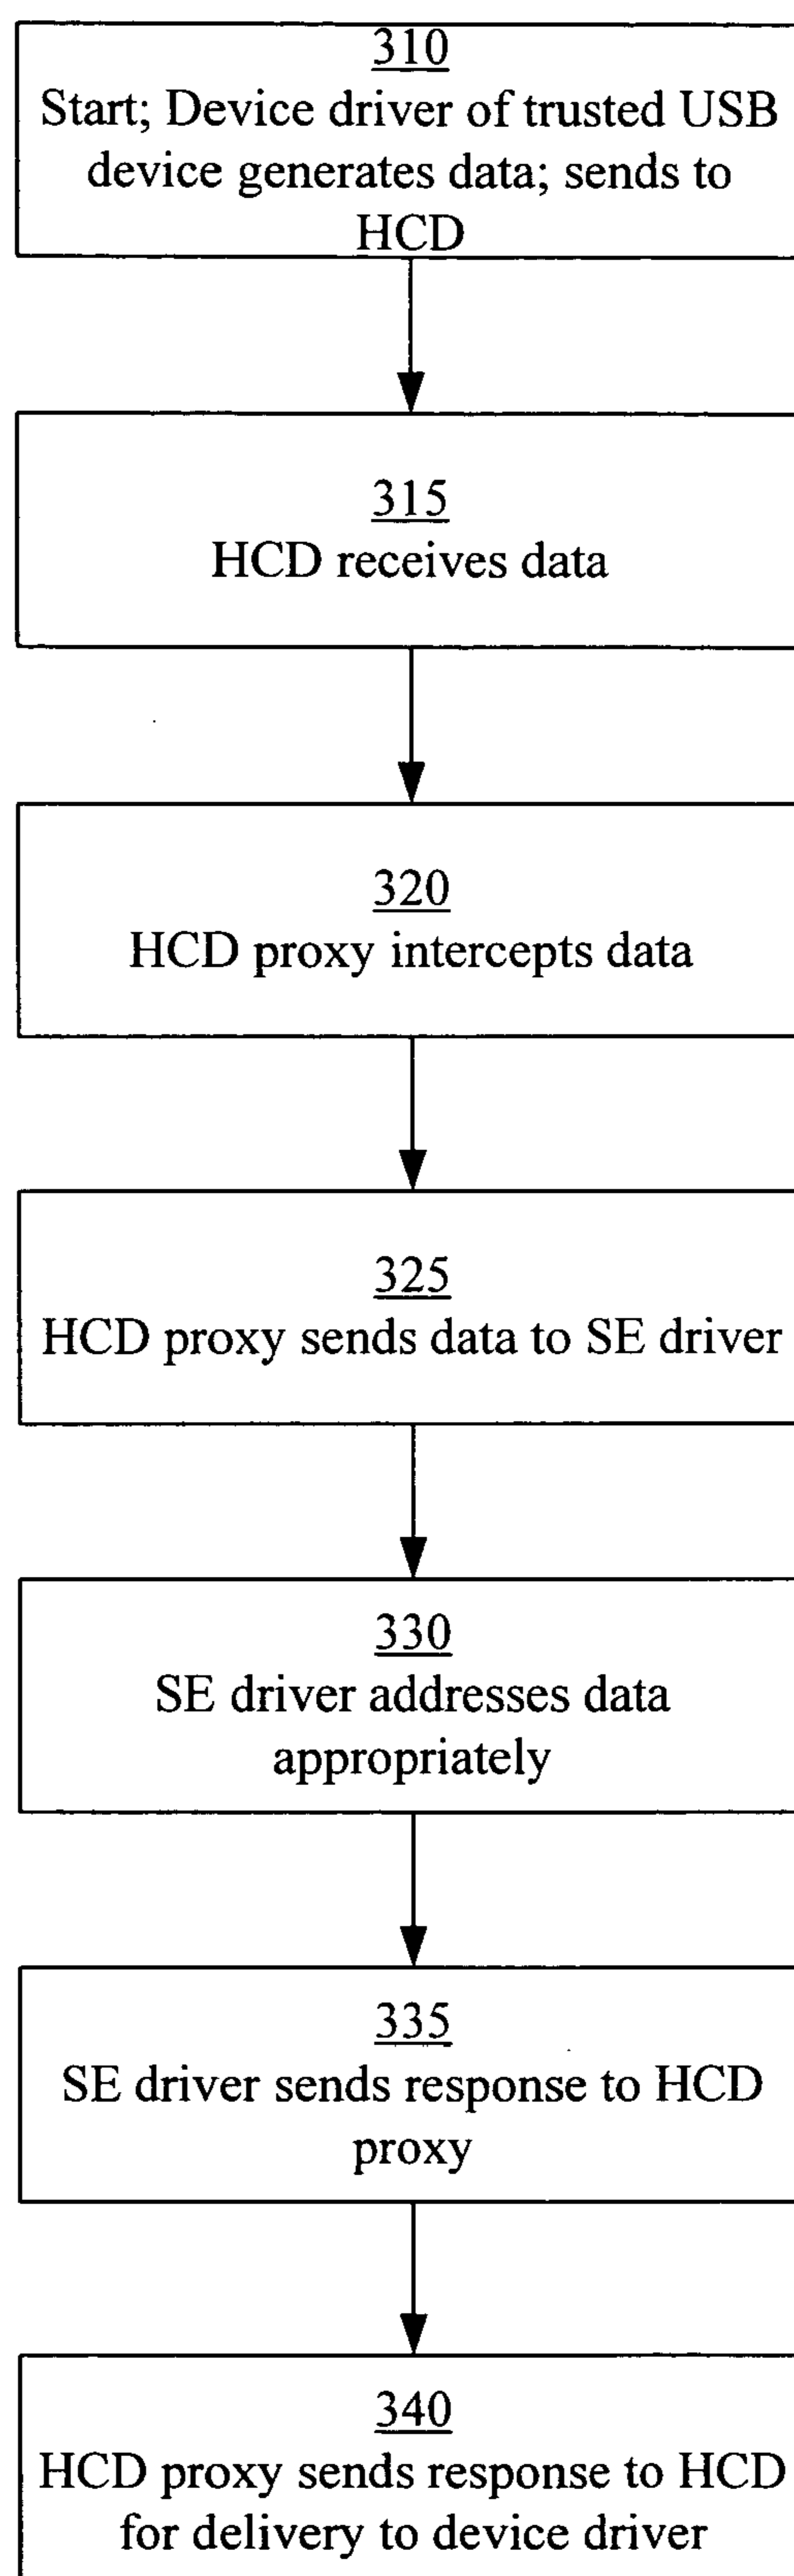 310
Start; Device driver of trusted USB
device generates data; sends to
HCD
315
HCD receives data
320
HCD proxy intercepts data
325
HCD proxy sends data to SE driver
330
SE driver addresses data
appropriately
335
SE driver sends response to HCD
proxy
340
HCD proxy sends response to HCD
for delivery to device driver